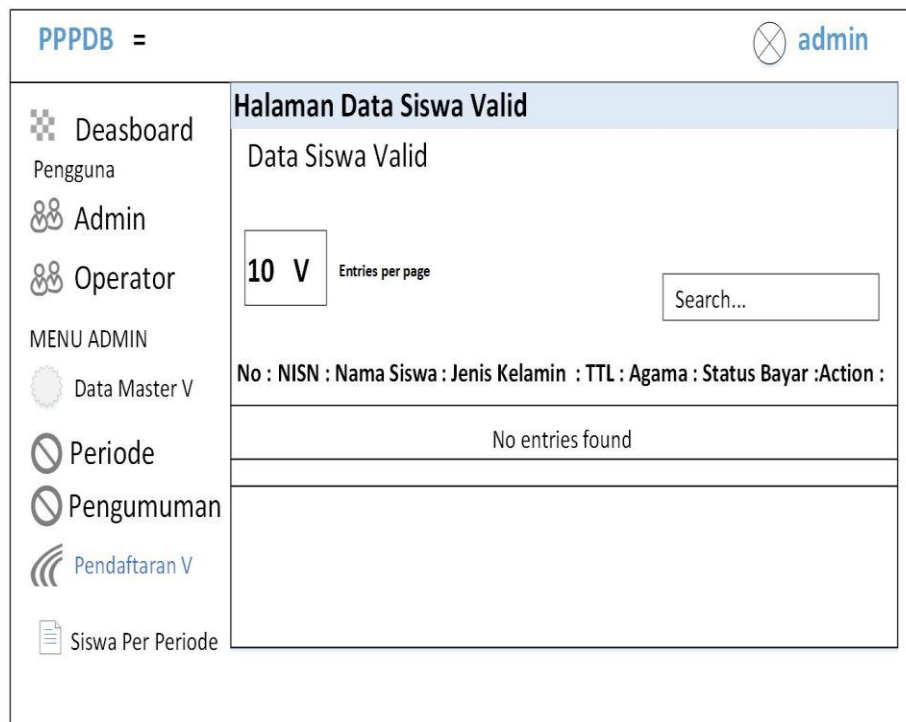 PPPDB =
admin
Deasboard
Pengguna
Admin
Operator
MENU ADMIN
Data Master V
Periode
Pengumuman
Pendaftaran V
Siswa Per Periode
Halaman Data Siswa Valid
Data Siswa Valid
10 V Entries per page
Search...
No : NISN : Nama Siswa : Jenis Kelamin : TTL : Agama : Status Bayar :Action :
No entries found